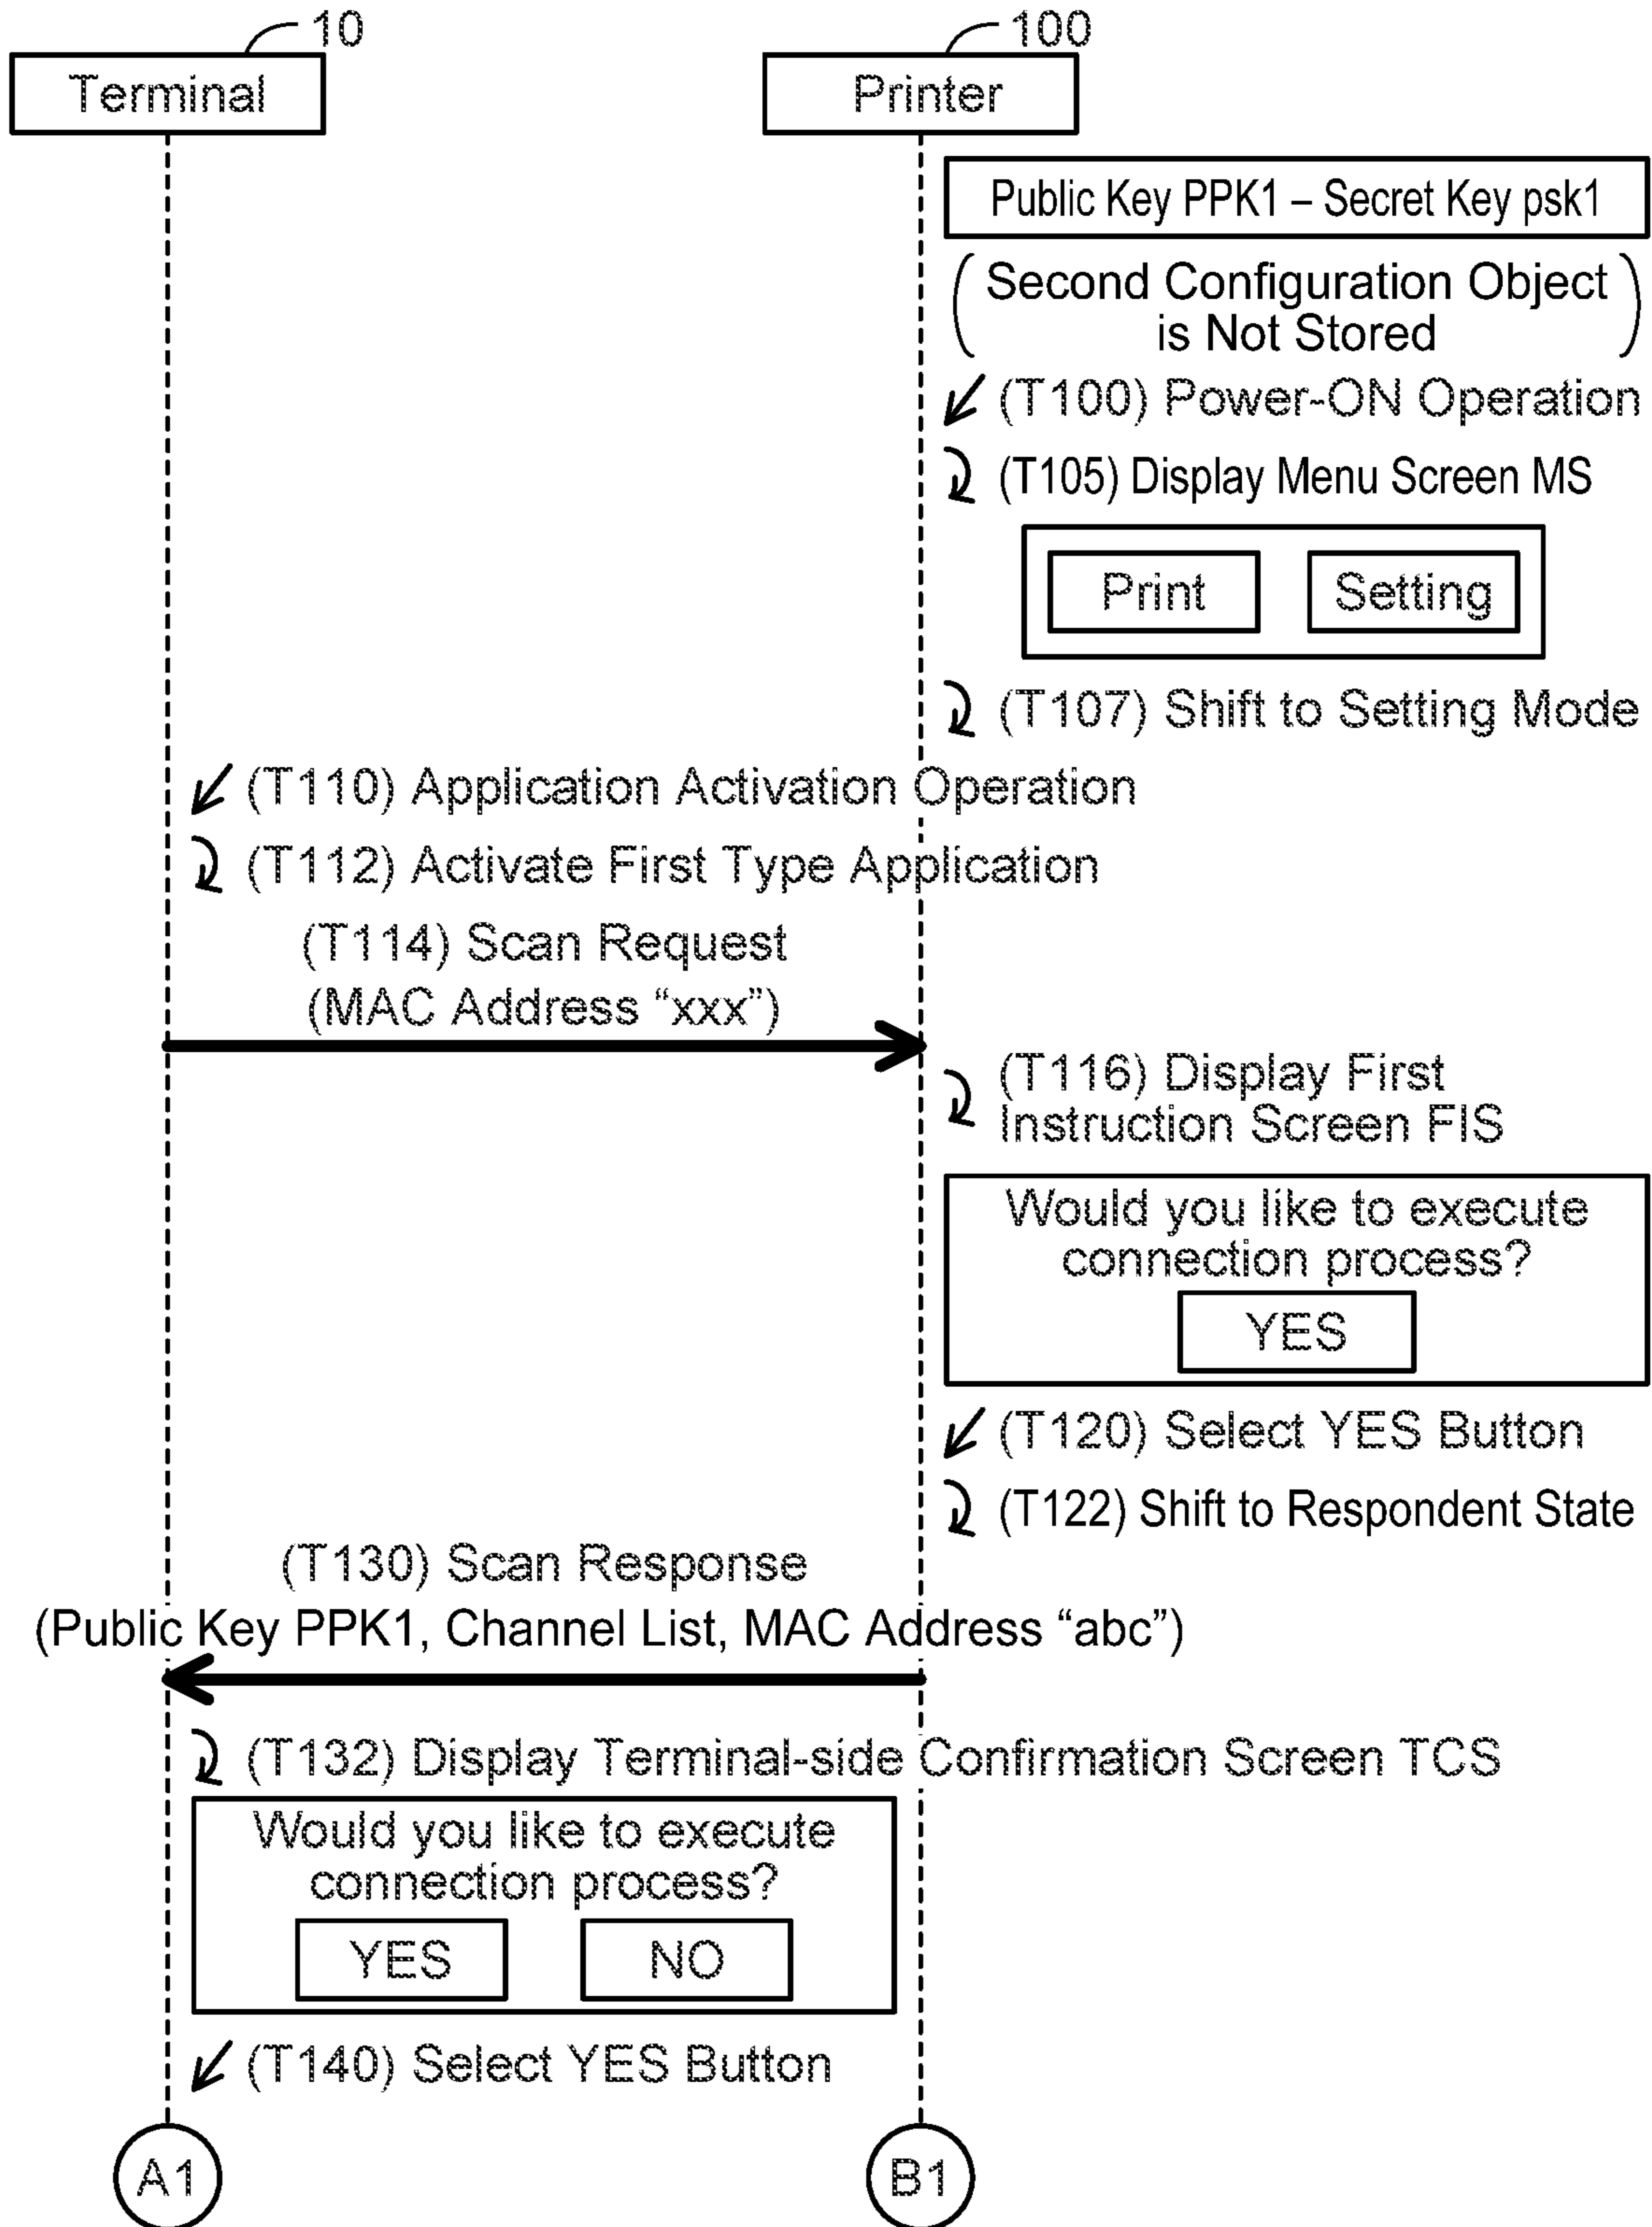 10
100
Terminal
Printer
Public Key PPK1 – Secret Key psk1
(Second Configuration Object
is Not Stored)
(T100) Power-ON Operation
(T105) Display Menu Screen MS
Print
Setting
(T107) Shift to Setting Mode
(T110) Application Activation Operation
(T112) Activate First Type Application
(T114) Scan Request
(MAC Address “xxx”)
(T116) Display First
Instruction Screen FIS
Would you like to execute
connection process?
YES
(T120) Select YES Button
(T122) Shift to Respondent State
(T130) Scan Response
(Public Key PPK1, Channel List, MAC Address “abc”)
(T132) Display Terminal-side Confirmation Screen TCS
Would you like to execute
connection process?
YES
NO
(T140) Select YES Button
A1
B1